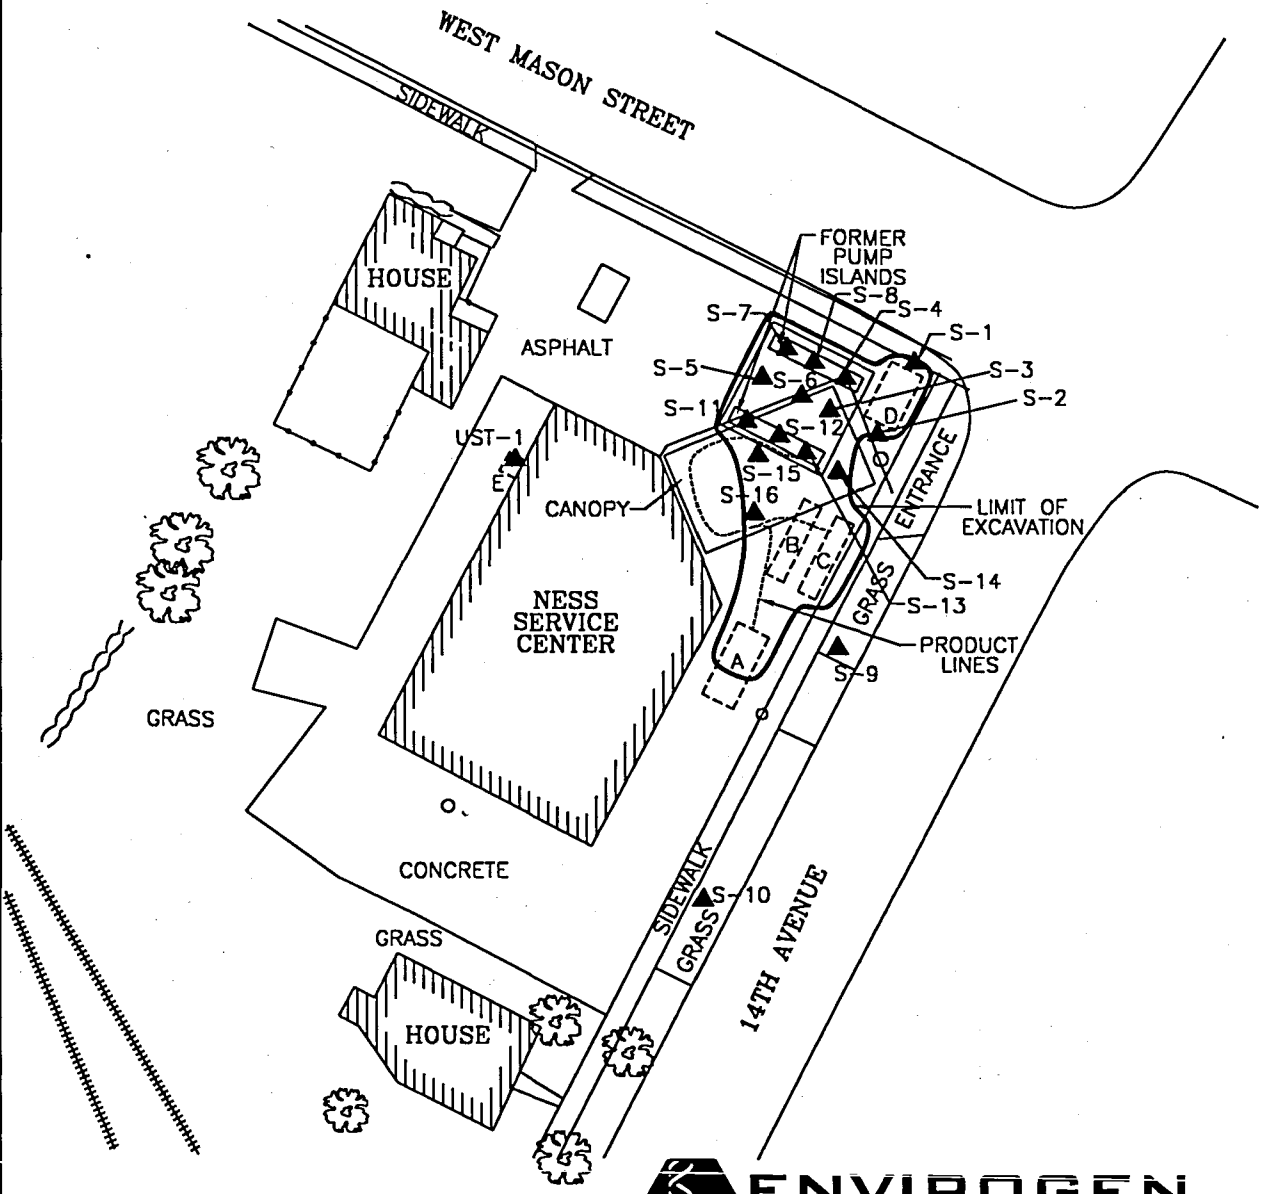 WEST MASON STREET
SIDEWALK
FORMER
PUMP
ISLANDS
HOUSE
S-8
S-4
S-7
S-1
ASPHALT
S-5
S-6
S-3
S-2
S-11
D
S-12
UST-1
E
S-15
ENTRANCE
CANOPY
S-16
LIMIT OF
EXCAVATION
B
C
S-14
NESS
SERVICE
CENTER
GRASS
S-13
PRODUCT
LINES
A
S-9
GRASS
CONCRETE
SIDEWALK
S-10
GRASS
14TH AVENUE
GRASS
HOUSE
ENVIROGEN